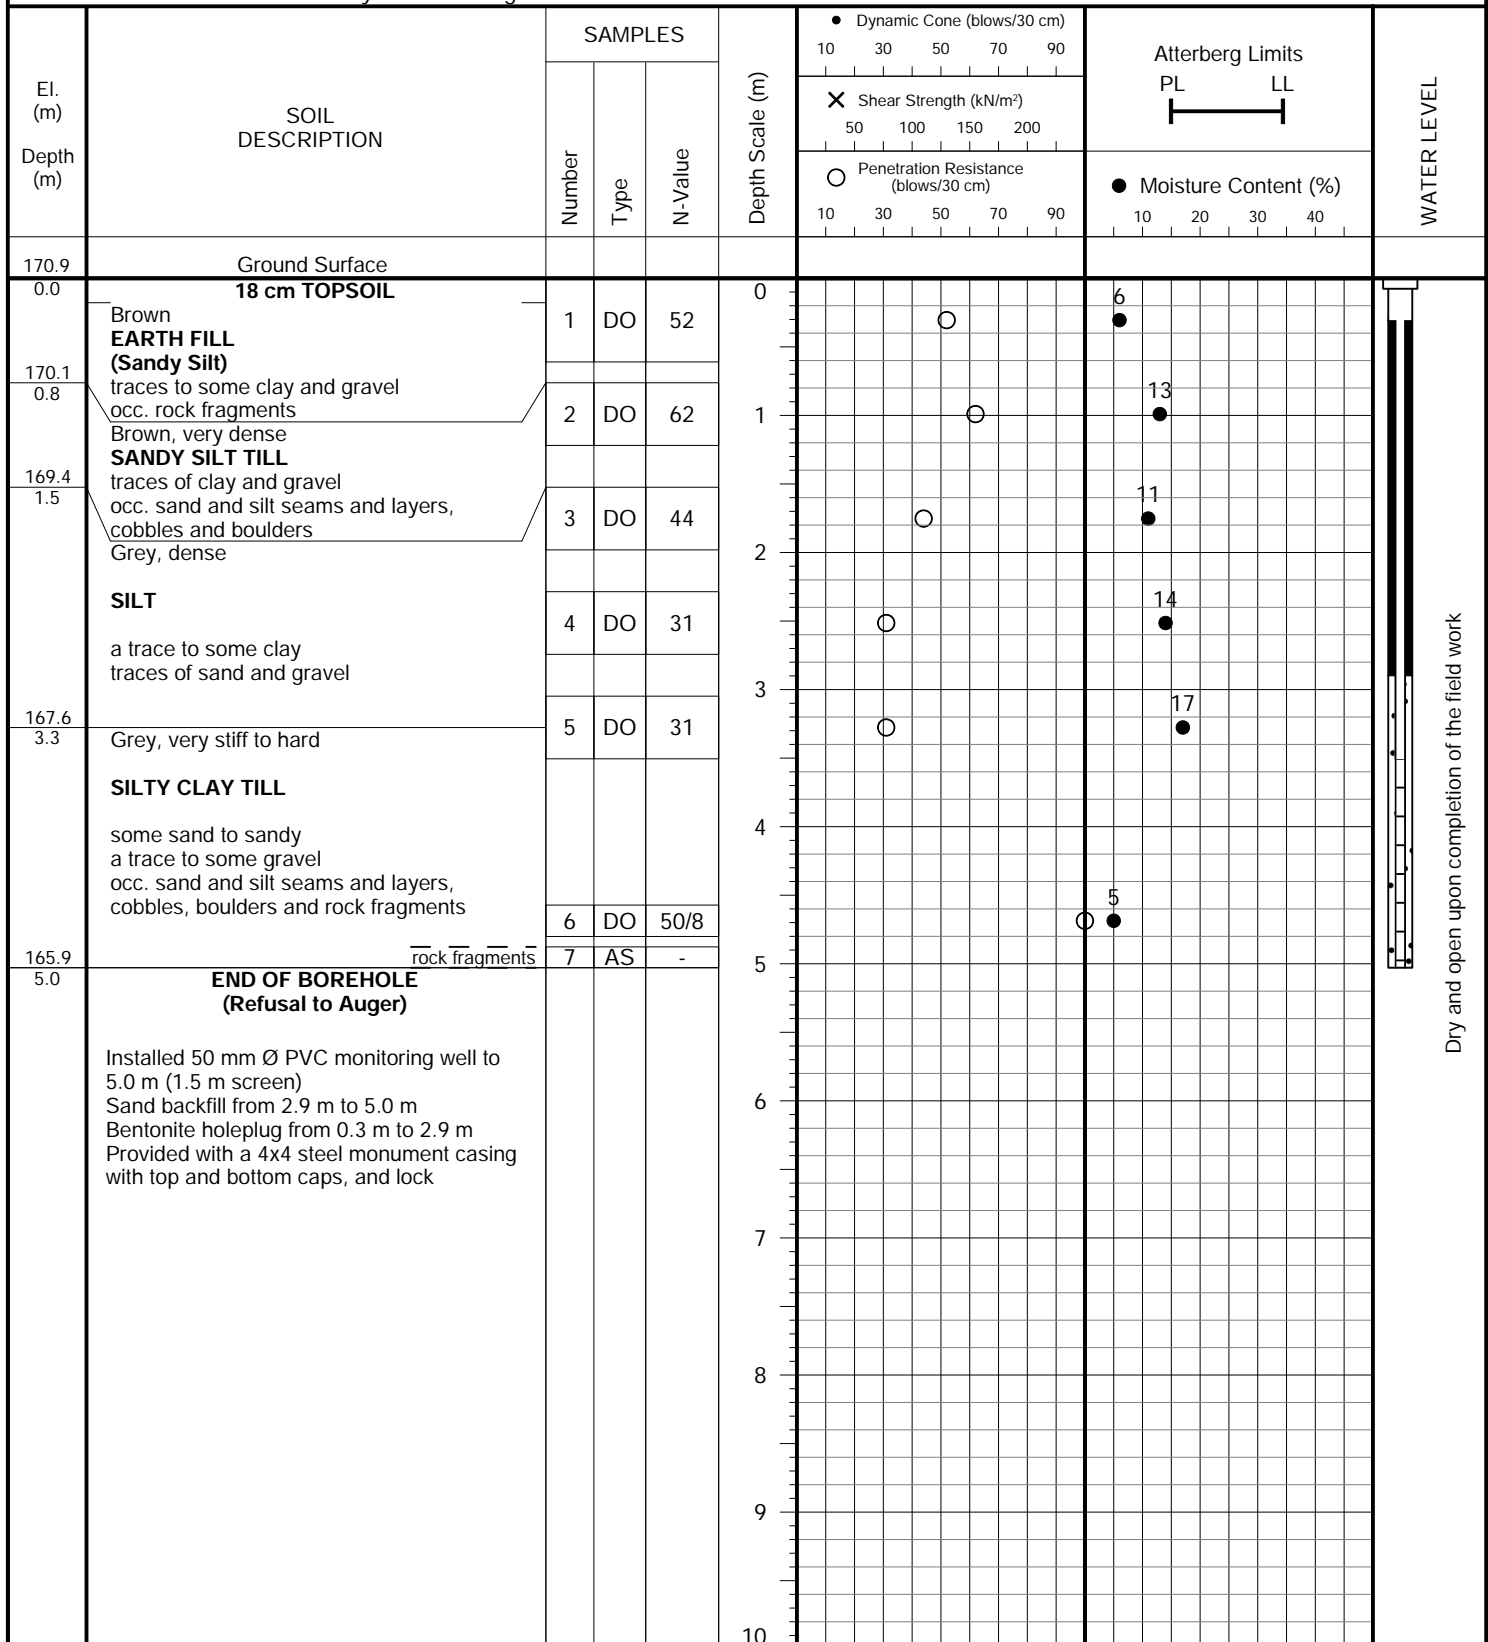 El.
(m)
Depth
(m)
SOIL
DESCRIPTION
SAMPLES
Number
Type
N-Value
Depth Scale (m)
Dynamic Cone (blows/30 cm)
10 30 50 70 90
Shear Strength (kN/m²)
50 100 150 200
Penetration Resistance
(blows/30 cm)
10 30 50 70 90
Atterberg Limits
PL LL
Moisture Content (%)
10 20 30 40
WATER LEVEL
170.9 Ground Surface
0.0 18 cm TOPSOIL 0
Brown
EARTH FILL
(Sandy Silt)
1 DO 52 6
170.1
0.8
traces to some clay and gravel
occ. rock fragments
2 DO 62 1 13
Brown, very dense
SANDY SILT TILL
169.4
1.5
traces of clay and gravel
occ. sand and silt seams and layers,
cobbles and boulders
3 DO 44 11
Grey, dense
2
SILT
4 DO 31 14
a trace to some clay
traces of sand and gravel
3
167.6
3.3
5 DO 31 17
Grey, very stiff to hard
SILTY CLAY TILL
some sand to sandy
4
a trace to some gravel
occ. sand and silt seams and layers,
cobbles, boulders and rock fragments
6 DO 50/8 5
165.9 rock fragments 7 AS -
5.0 END OF BOREHOLE 5
(Refusal to Auger)
Installed 50 mm Ø PVC monitoring well to
5.0 m (1.5 m screen)
Sand backfill from 2.9 m to 5.0 m
6
Bentonite holeplug from 0.3 m to 2.9 m
Provided with a 4x4 steel monument casing
with top and bottom caps, and lock
7
8
9
10
Dry and open upon completion of the field work